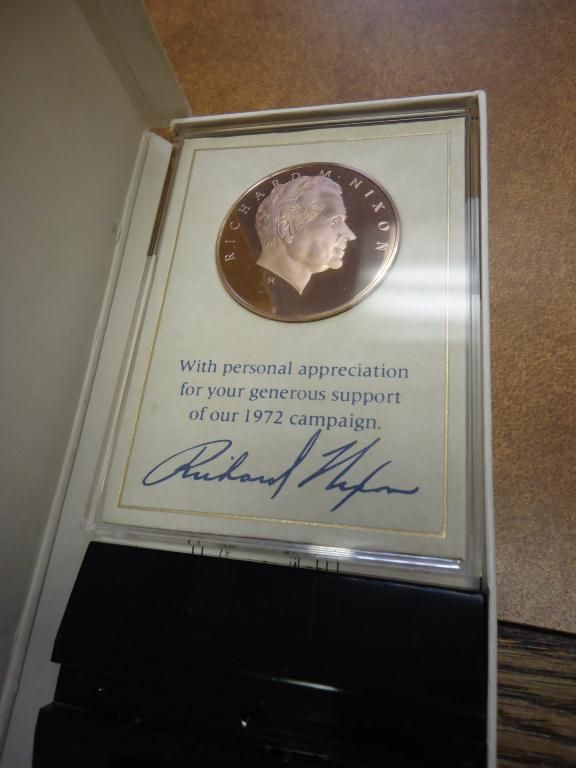 RICHARD M. NIXON
With personal appreciation
for your generous support
of our 1972 campaign.
Richard Nixon